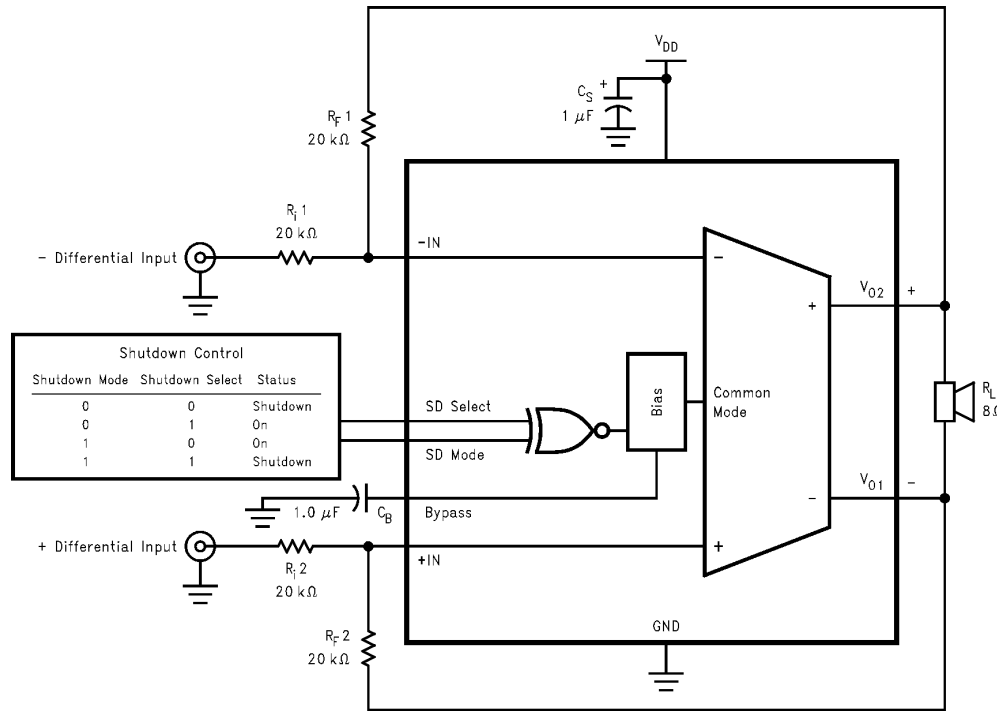 V_DD
C_S +
1 μF
R_F 1
20 kΩ
R_i 1
20 kΩ
-IN
- Differential Input
-
V_O2 +
+
Shutdown Control
Shutdown Mode Shutdown Select Status
0 0 Shutdown
0 1 On
1 0 On
1 1 Shutdown
SD Select
SD Mode
Bias
Common
Mode
R_L
8Ω
V_O1 -
-
1.0 μF C_B Bypass
+ Differential Input
+
+IN
R_i 2
20 kΩ
R_F 2
20 kΩ
GND